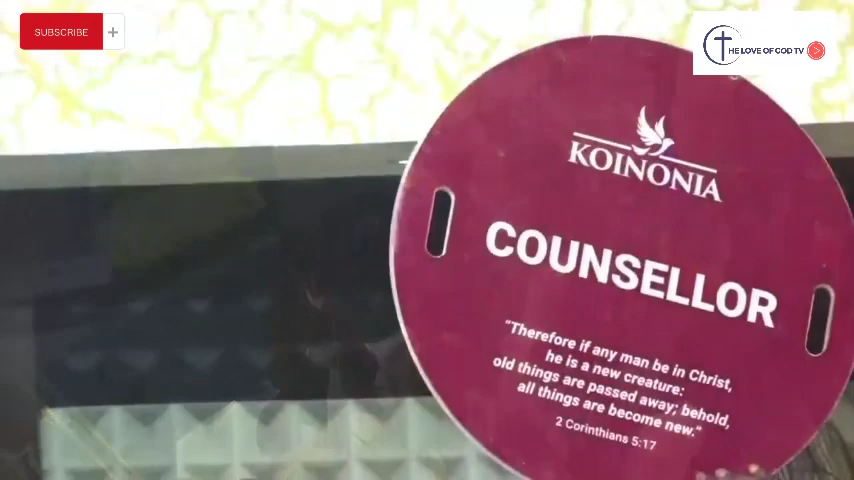 SUBSCRIBE +
THE LOVE OF GOD TV
KOINONIA
COUNSELLOR
"Therefore if any man be in Christ,
he is a new creature:
old things are passed away; behold,
all things are become new."
2 Corinthians 5:17